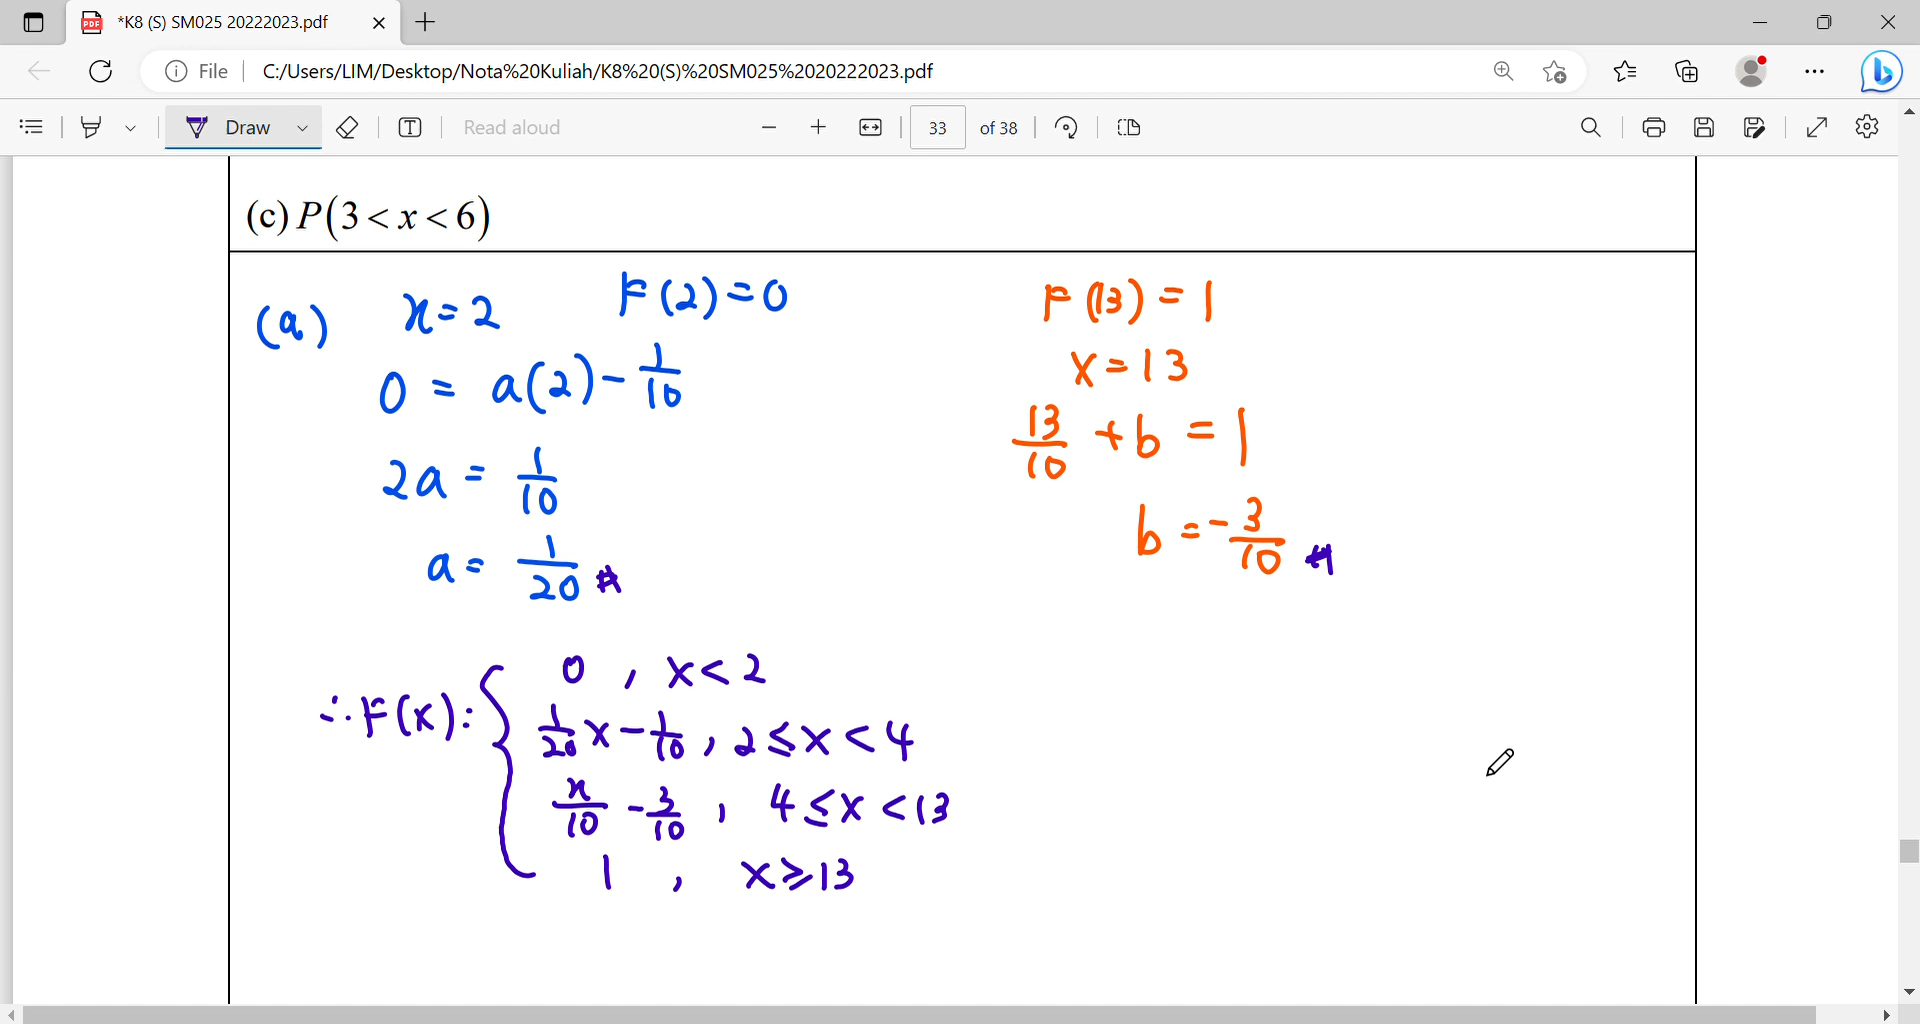 *K8 (S) SM025 20222023.pdf
File C:/Users/LIM/Desktop/Nota%20Kuliah/K8%20(S)%20SM025%2020222023.pdf
Draw Read aloud 33 of 38
(c) P(3 < x < 6)
(a) x = 2 F(2) = 0
0 = a(2) - 1/10
2a = 1/10
a = 1/20 #
F(13) = 1
x = 13
13/10 + b = 1
b = -3/10 #
∴ F(x): { 0 , x < 2
1/20 x - 1/10 , 2 ≤ x < 4
x/10 - 3/10 , 4 ≤ x < 13
1 , x ≥ 13